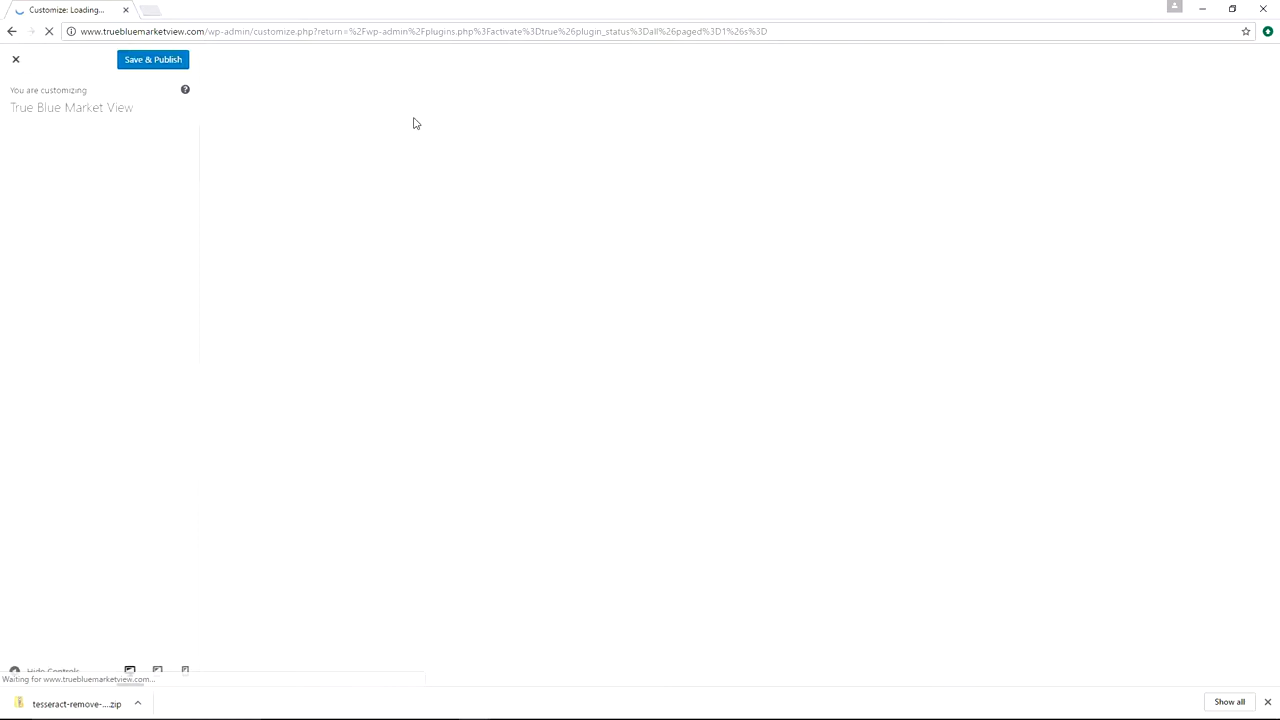 Customize: Loading...
www.truebluemarketview.com/wp-admin/customize.php?return=%2Fwp-admin%2Fplugins.php%3Factivate%3Dtrue%26plugin_status%3Dall%26paged%3D1%26s%3D
Save & Publish
You are customizing
True Blue Market View
Hide Controls
Waiting for www.truebluemarketview.com...
tesseract-remove-....zip
Show all